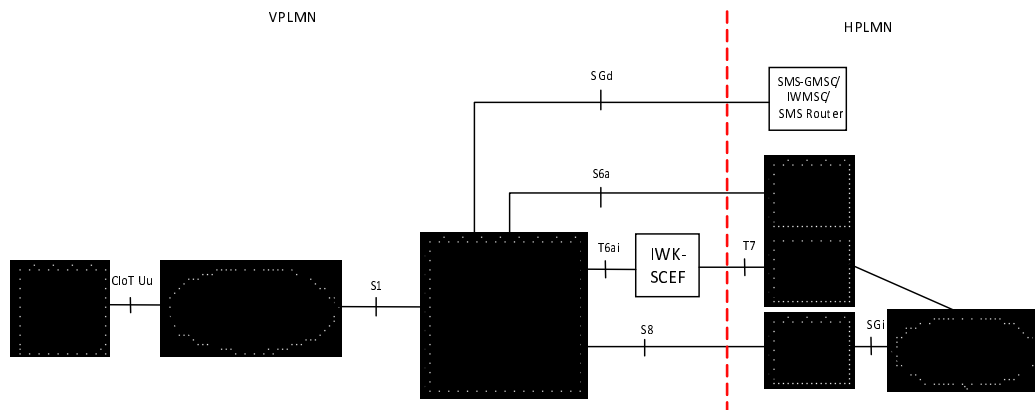 VPLMN
HPLMN
SGd
SMS-GMSC/
IWMSC/
SMS Router
S6a
T6ai
IWK-
SCEF
T7
CIoT Uu
S1
S8
SGi